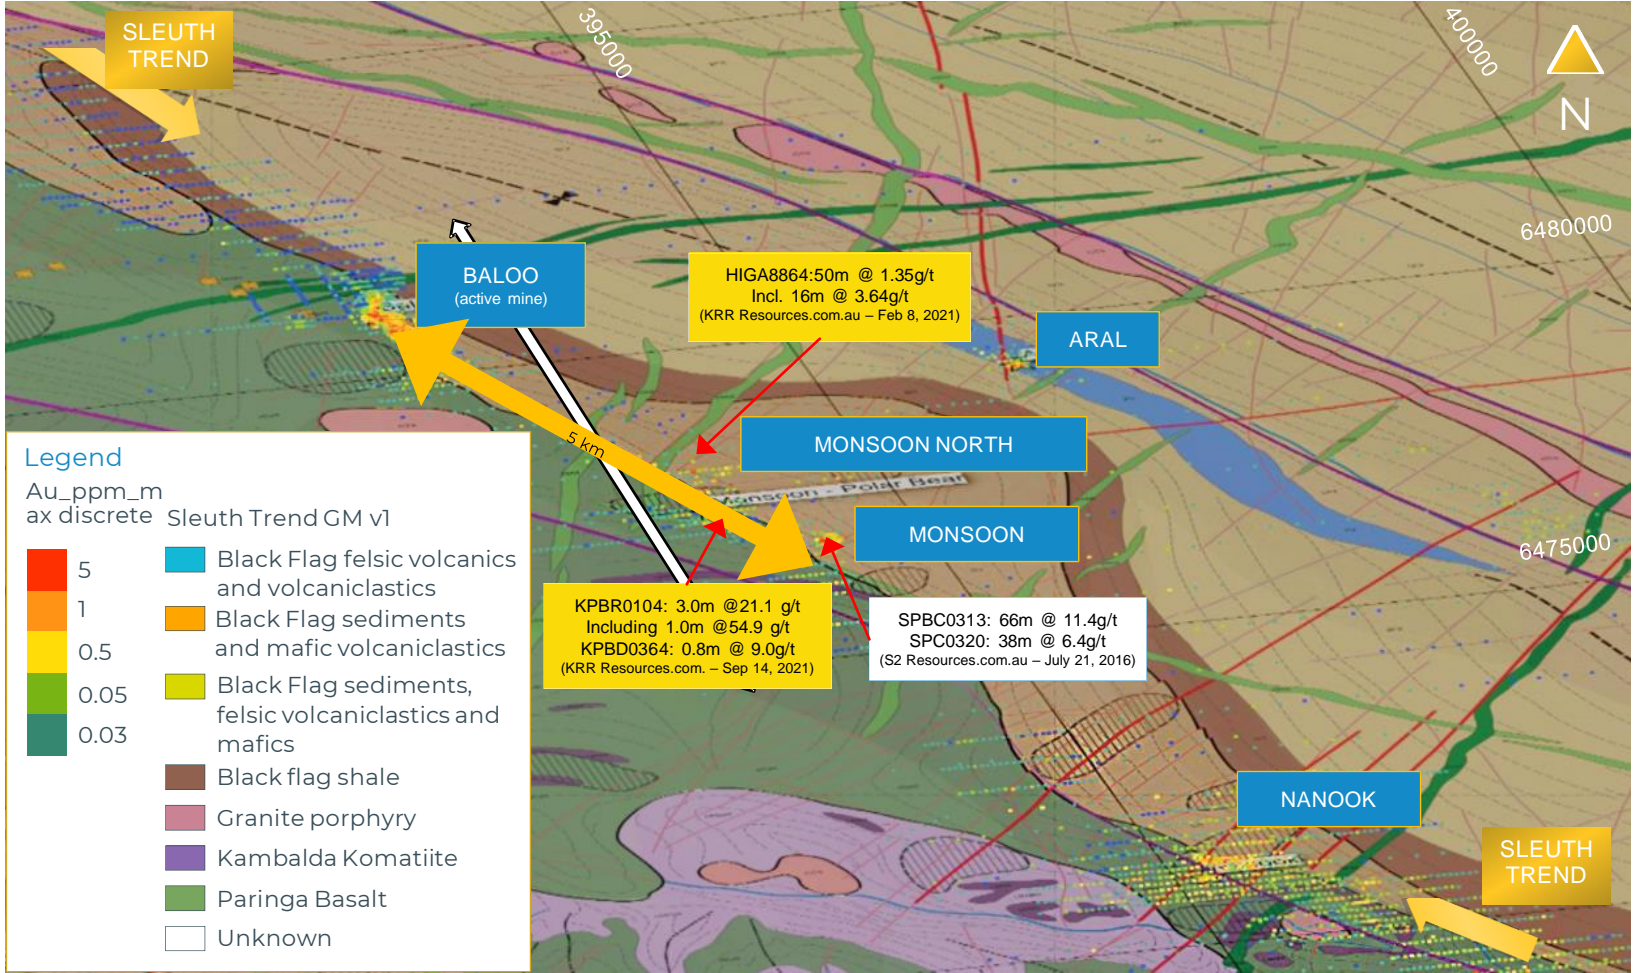 SLEUTH
TREND
395000
400000
N
6480000
BALOO
(active mine)
HIGA8864:50m @ 1.35g/t
Incl. 16m @ 3.64g/t
(KRR Resources.com.au – Feb 8, 2021)
ARAL
5 km
MONSOON NORTH
Monsoon - Polar Bear
MONSOON
6475000
KPBR0104: 3.0m @21.1 g/t
Including 1.0m @54.9 g/t
KPBD0364: 0.8m @ 9.0g/t
(KRR Resources.com. – Sep 14, 2021)
SPBC0313: 66m @ 11.4g/t
SPC0320: 38m @ 6.4g/t
(S2 Resources.com.au – July 21, 2016)
NANOOK
SLEUTH
TREND
Legend
Au_ppm_m
ax discrete
5
1
0.5
0.05
0.03
Sleuth Trend GM v1
Black Flag felsic volcanics
and volcaniclastics
Black Flag sediments
and mafic volcaniclastics
Black Flag sediments,
felsic volcaniclastics and
mafics
Black flag shale
Granite porphyry
Kambalda Komatiite
Paringa Basalt
Unknown